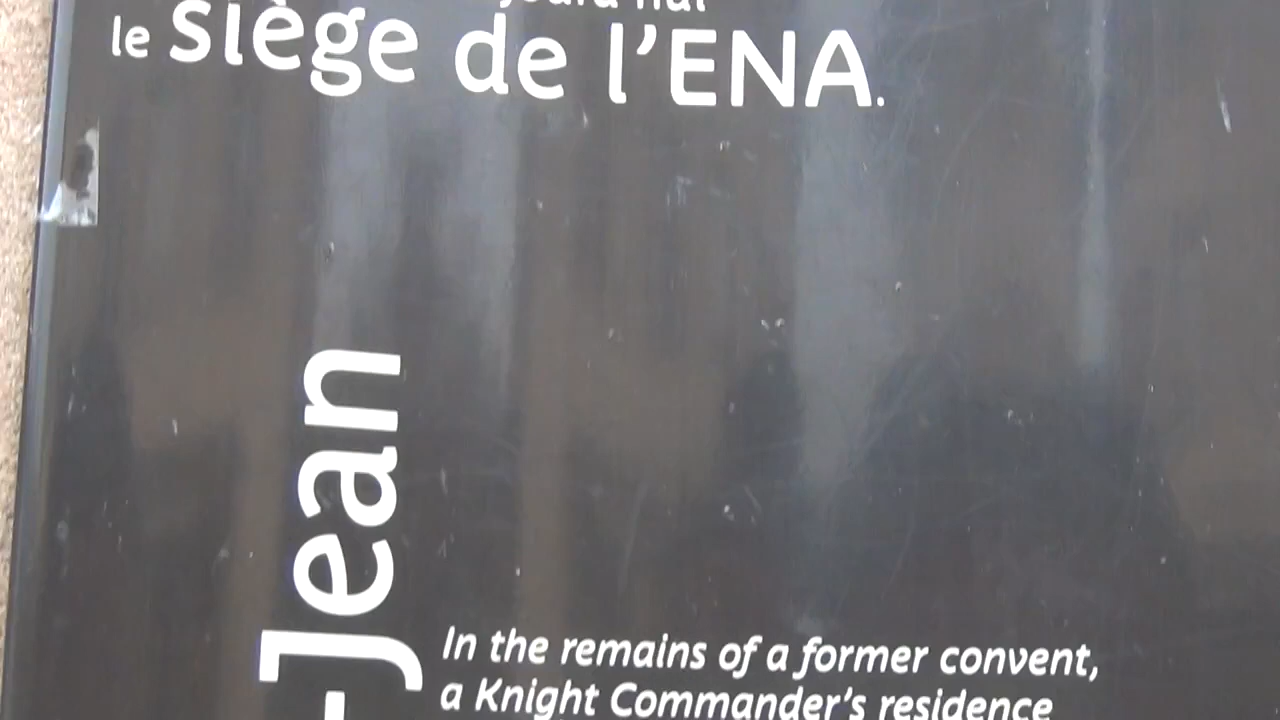 le siège de l'ENA.
-Jean
In the remains of a former convent,
a Knight Commander's residence